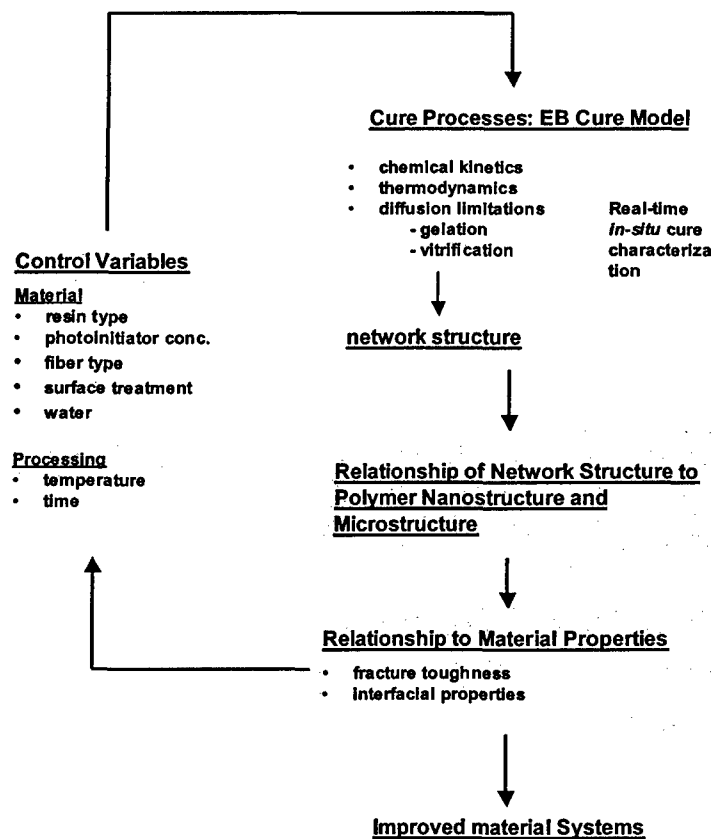 Cure Processes: EB Cure Model
• chemical kinetics
• thermodynamics
• diffusion limitations
- gelation
- vitrification
Real-time
in-situ cure
characteriza
tion
Control Variables
Material
• resin type
• photoinitiator conc.
• fiber type
• surface treatment
• water
Processing
• temperature
• time
network structure
Relationship of Network Structure to
Polymer Nanostructure and
Microstructure
Relationship to Material Properties
• fracture toughness
• interfacial properties
Improved material Systems